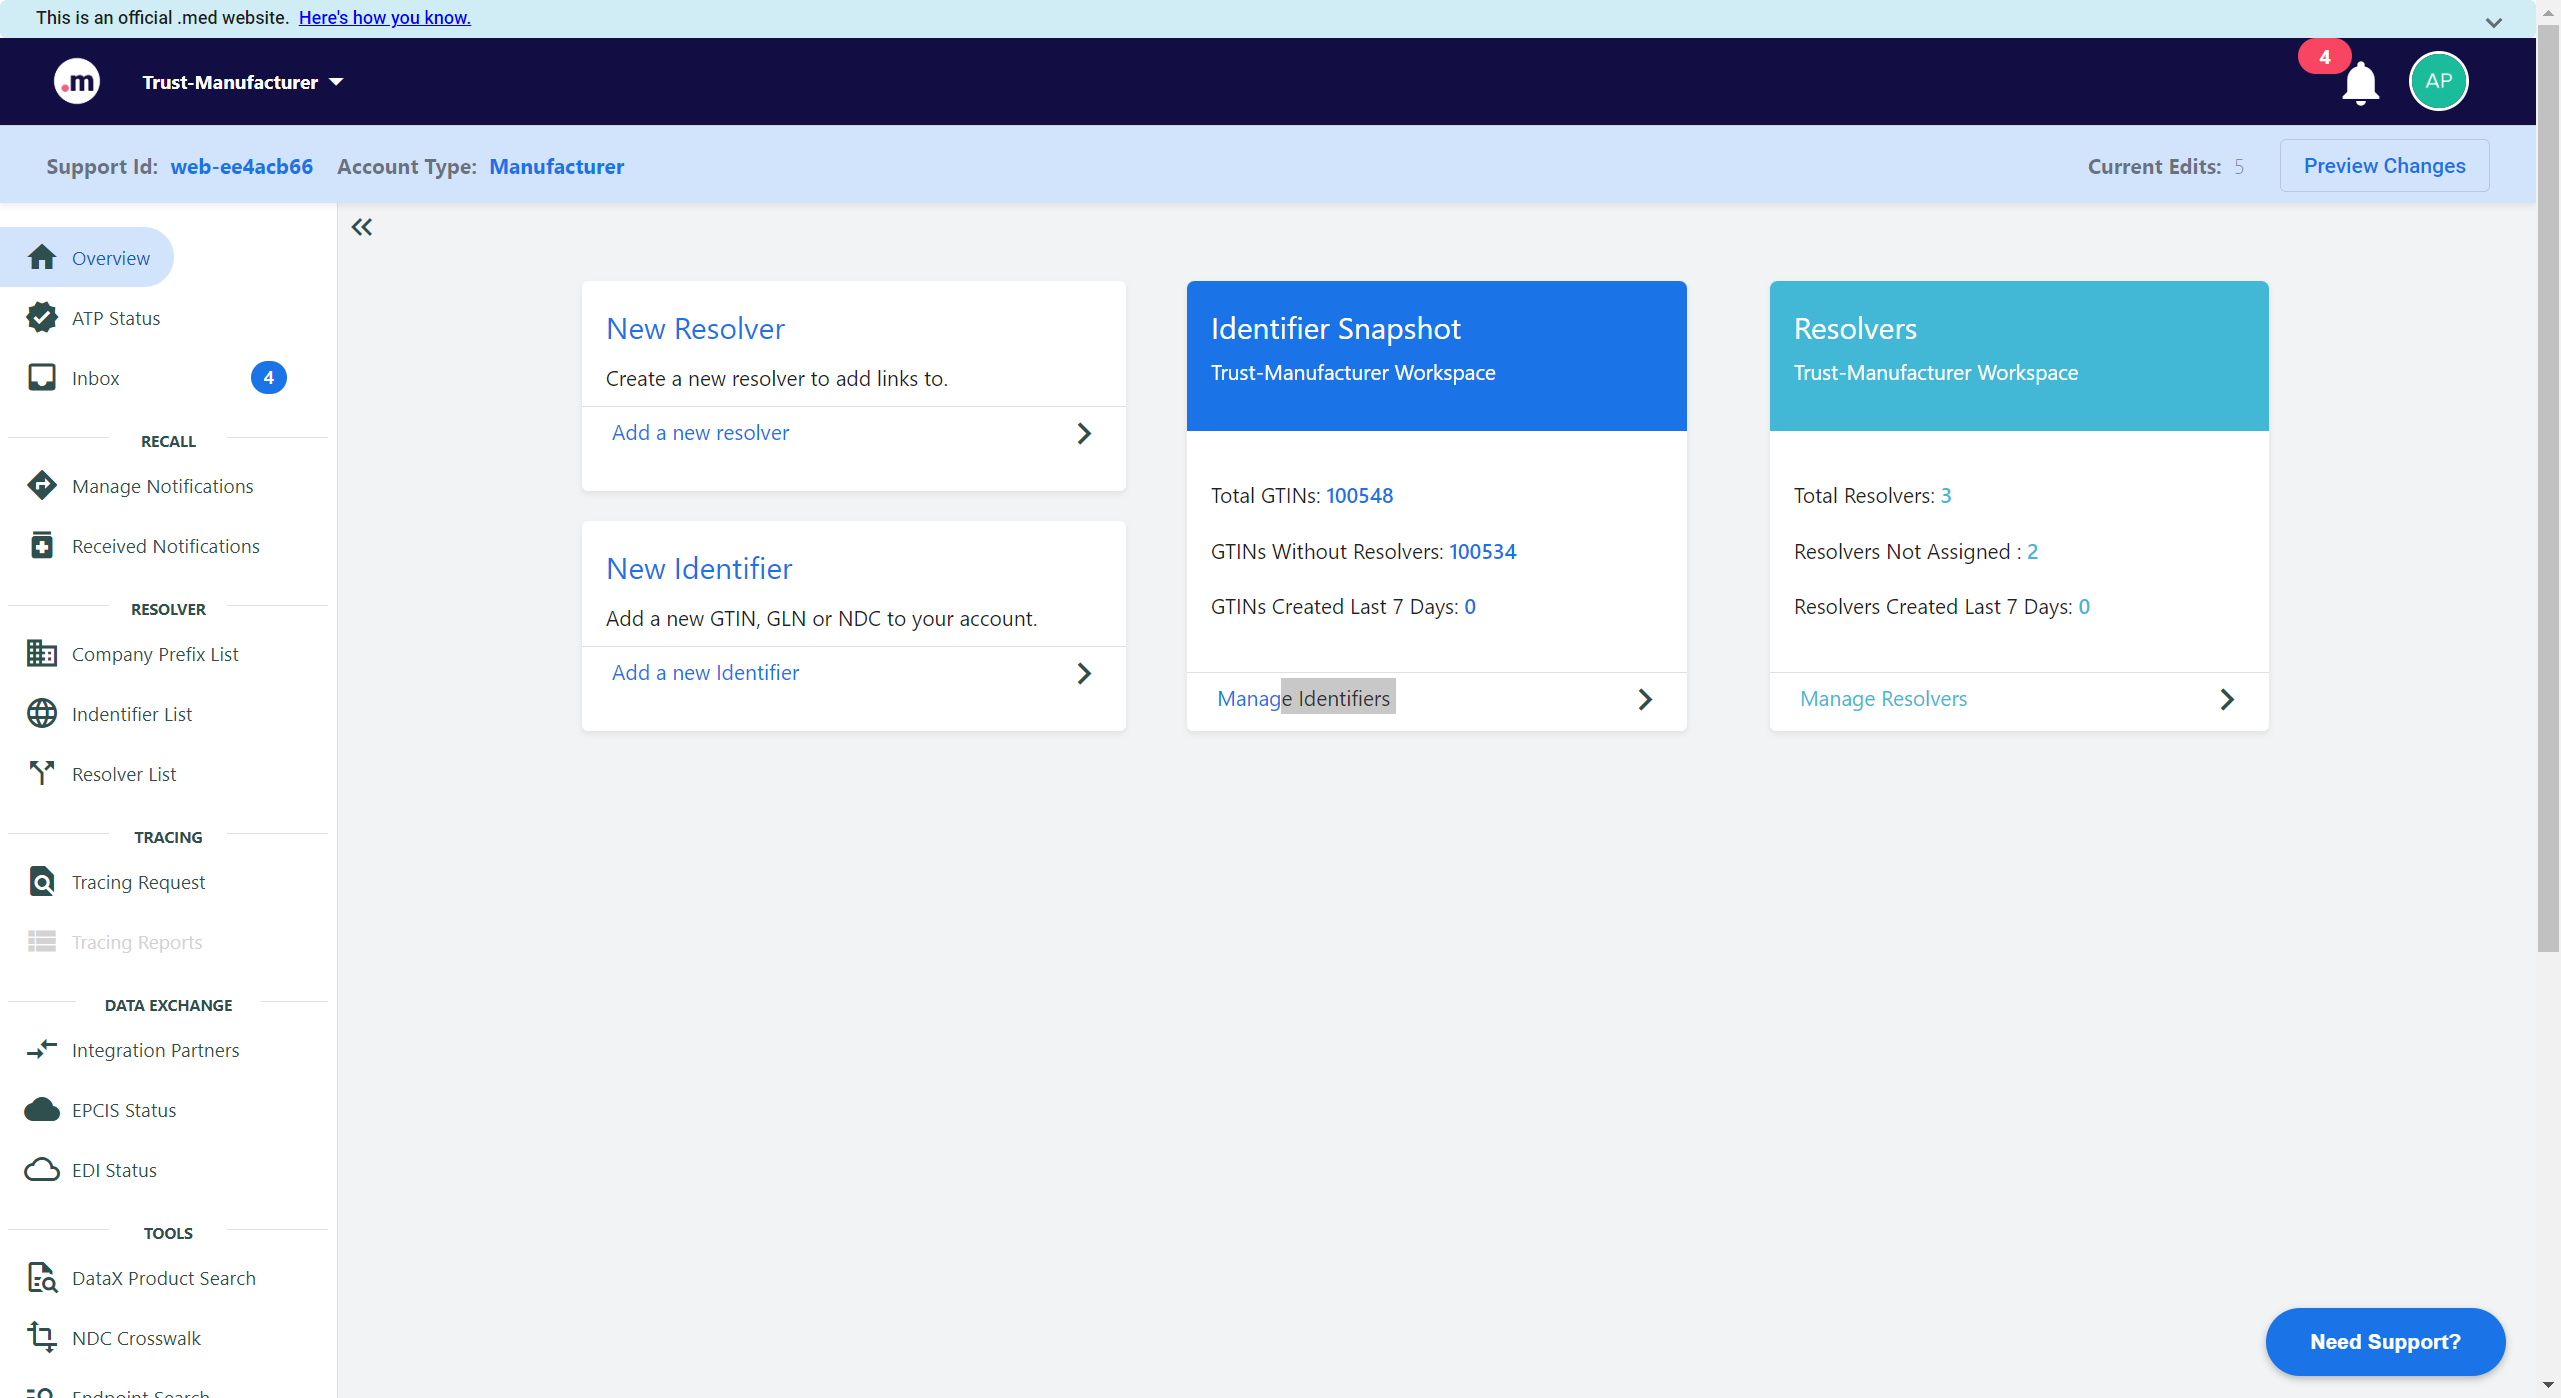 This is an official .med website. Here's how you know.
.m
Trust-Manufacturer
4
AP
Support Id: web-ee4acb66 Account Type: Manufacturer
Current Edits: 5
Preview Changes
Overview
ATP Status
Inbox
4
RECALL
Manage Notifications
Received Notifications
RESOLVER
Company Prefix List
Indentifier List
Resolver List
TRACING
Tracing Request
Tracing Reports
DATA EXCHANGE
Integration Partners
EPCIS Status
EDI Status
TOOLS
DataX Product Search
NDC Crosswalk
Endpoint Search
New Resolver
Create a new resolver to add links to.
Add a new resolver
New Identifier
Add a new GTIN, GLN or NDC to your account.
Add a new Identifier
Identifier Snapshot
Trust-Manufacturer Workspace
Total GTINs: 100548
GTINs Without Resolvers: 100534
GTINs Created Last 7 Days: 0
Manage Identifiers
Resolvers
Trust-Manufacturer Workspace
Total Resolvers: 3
Resolvers Not Assigned : 2
Resolvers Created Last 7 Days: 0
Manage Resolvers
Need Support?